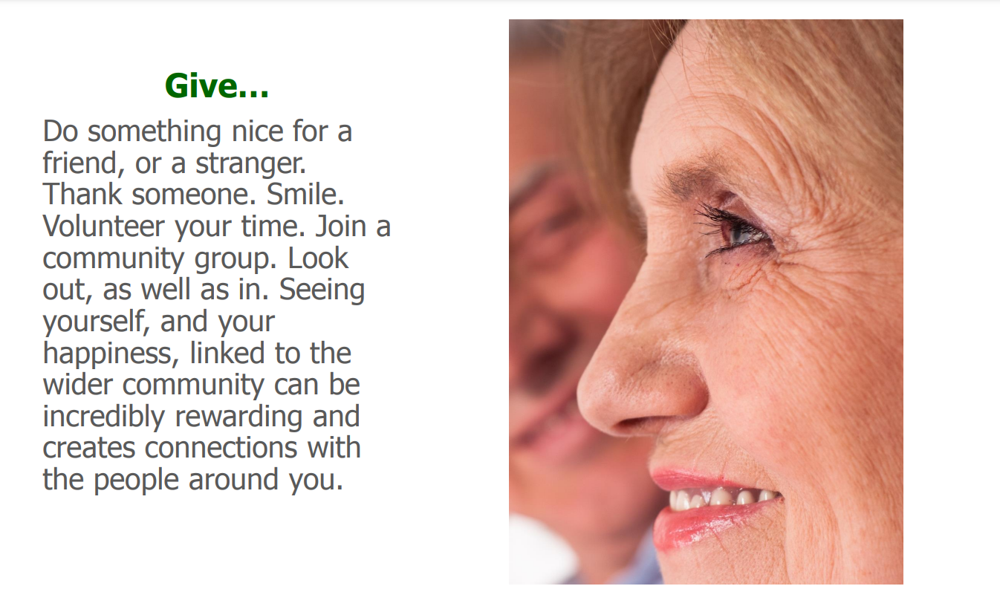 Give...
Do something nice for a
friend, or a stranger.
Thank someone. Smile.
Volunteer your time. Join a
community group. Look
out, as well as in. Seeing
yourself, and your
happiness, linked to the
wider community can be
incredibly rewarding and
creates connections with
the people around you.